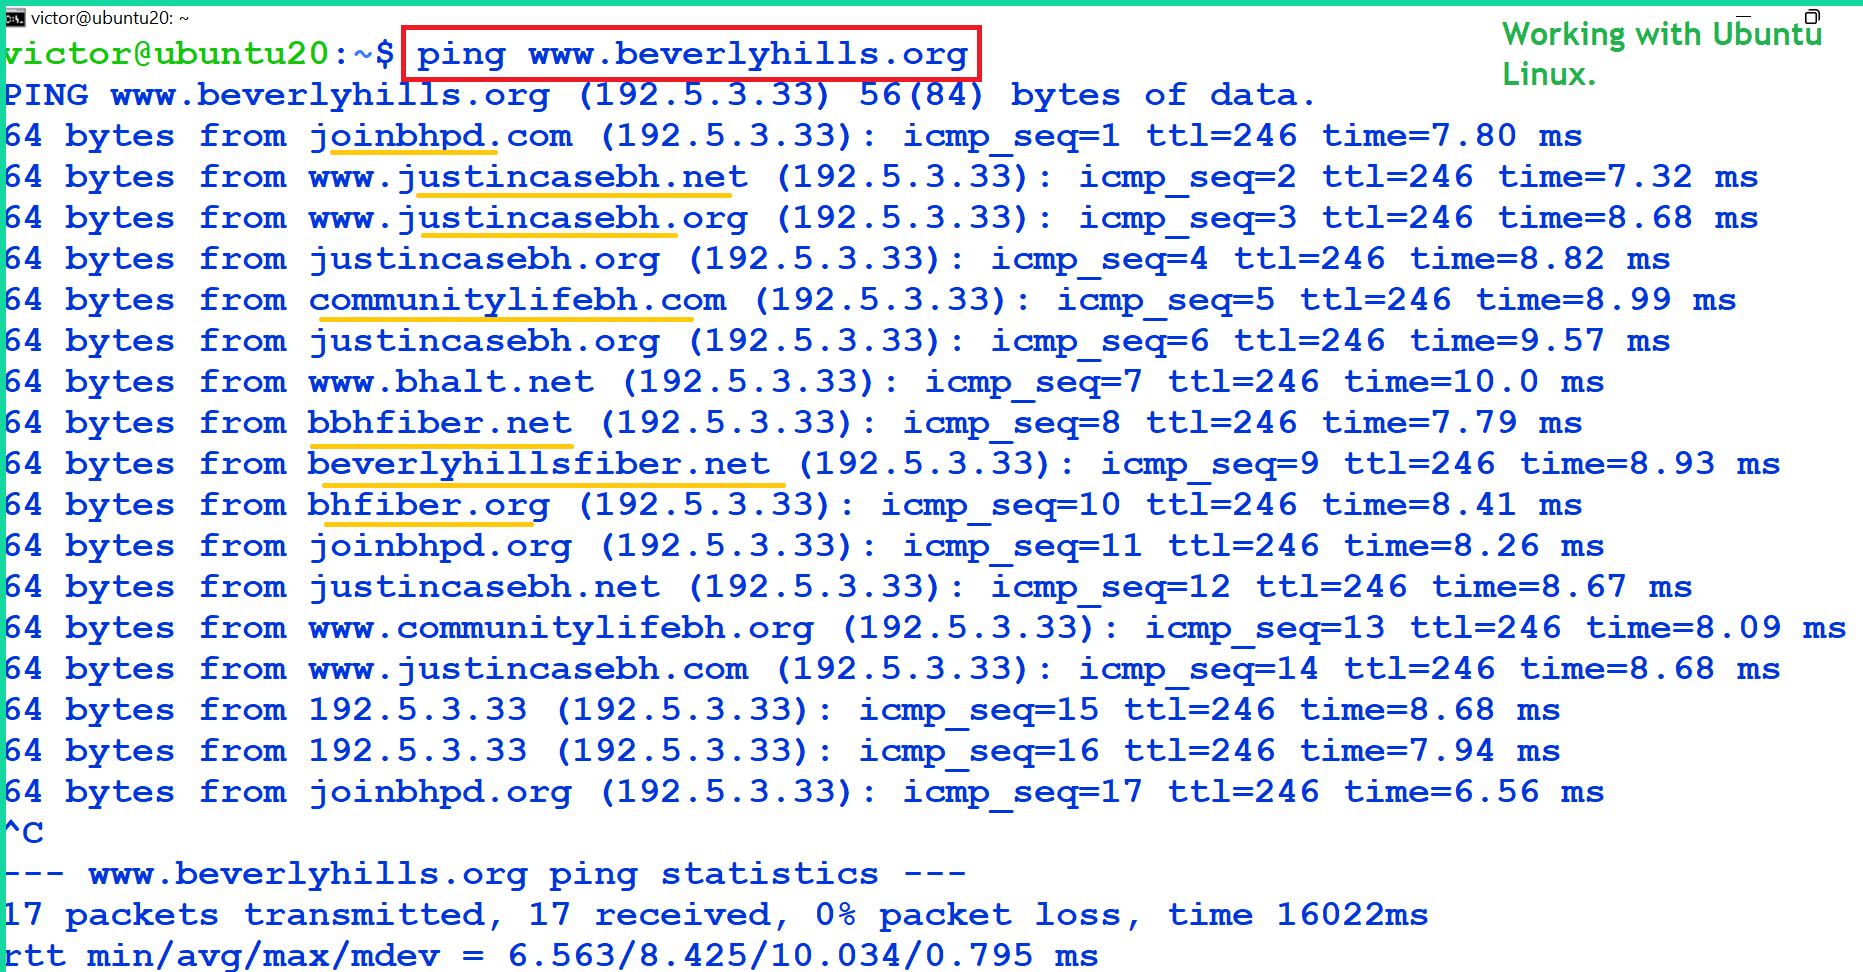 victor@ubuntu20: ~
Working with Ubuntu
Linux.
victor@ubuntu20:~$ ping www.beverlyhills.org
PING www.beverlyhills.org (192.5.3.33) 56(84) bytes of data.
64 bytes from joinbhpd.com (192.5.3.33): icmp_seq=1 ttl=246 time=7.80 ms
64 bytes from www.justincasebh.net (192.5.3.33): icmp_seq=2 ttl=246 time=7.32 ms
64 bytes from www.justincasebh.org (192.5.3.33): icmp_seq=3 ttl=246 time=8.68 ms
64 bytes from justincasebh.org (192.5.3.33): icmp_seq=4 ttl=246 time=8.82 ms
64 bytes from communitylifebh.com (192.5.3.33): icmp_seq=5 ttl=246 time=8.99 ms
64 bytes from justincasebh.org (192.5.3.33): icmp_seq=6 ttl=246 time=9.57 ms
64 bytes from www.bhalt.net (192.5.3.33): icmp_seq=7 ttl=246 time=10.0 ms
64 bytes from bbhfiber.net (192.5.3.33): icmp_seq=8 ttl=246 time=7.79 ms
64 bytes from beverlyhillsfiber.net (192.5.3.33): icmp_seq=9 ttl=246 time=8.93 ms
64 bytes from bhfiber.org (192.5.3.33): icmp_seq=10 ttl=246 time=8.41 ms
64 bytes from joinbhpd.org (192.5.3.33): icmp_seq=11 ttl=246 time=8.26 ms
64 bytes from justincasebh.net (192.5.3.33): icmp_seq=12 ttl=246 time=8.67 ms
64 bytes from www.communitylifebh.org (192.5.3.33): icmp_seq=13 ttl=246 time=8.09 ms
64 bytes from www.justincasebh.com (192.5.3.33): icmp_seq=14 ttl=246 time=8.68 ms
64 bytes from 192.5.3.33 (192.5.3.33): icmp_seq=15 ttl=246 time=8.68 ms
64 bytes from 192.5.3.33 (192.5.3.33): icmp_seq=16 ttl=246 time=7.94 ms
64 bytes from joinbhpd.org (192.5.3.33): icmp_seq=17 ttl=246 time=6.56 ms
^C
--- www.beverlyhills.org ping statistics ---
17 packets transmitted, 17 received, 0% packet loss, time 16022ms
rtt min/avg/max/mdev = 6.563/8.425/10.034/0.795 ms